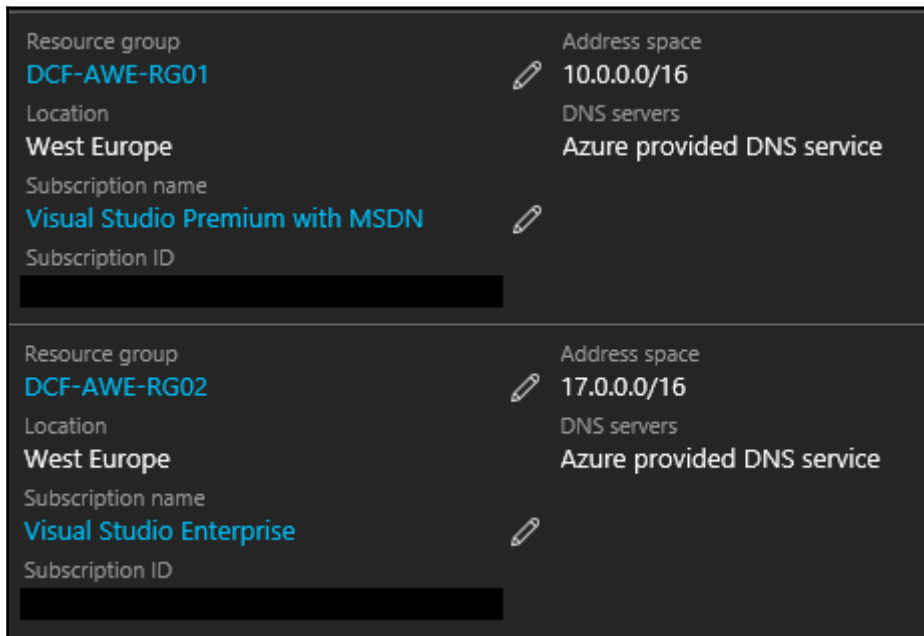 Resource group
DCF-AWE-RG01
Location
West Europe
Subscription name
Visual Studio Premium with MSDN
Subscription ID
Address space
10.0.0.0/16
DNS servers
Azure provided DNS service
Resource group
DCF-AWE-RG02
Location
West Europe
Subscription name
Visual Studio Enterprise
Subscription ID
Address space
17.0.0.0/16
DNS servers
Azure provided DNS service